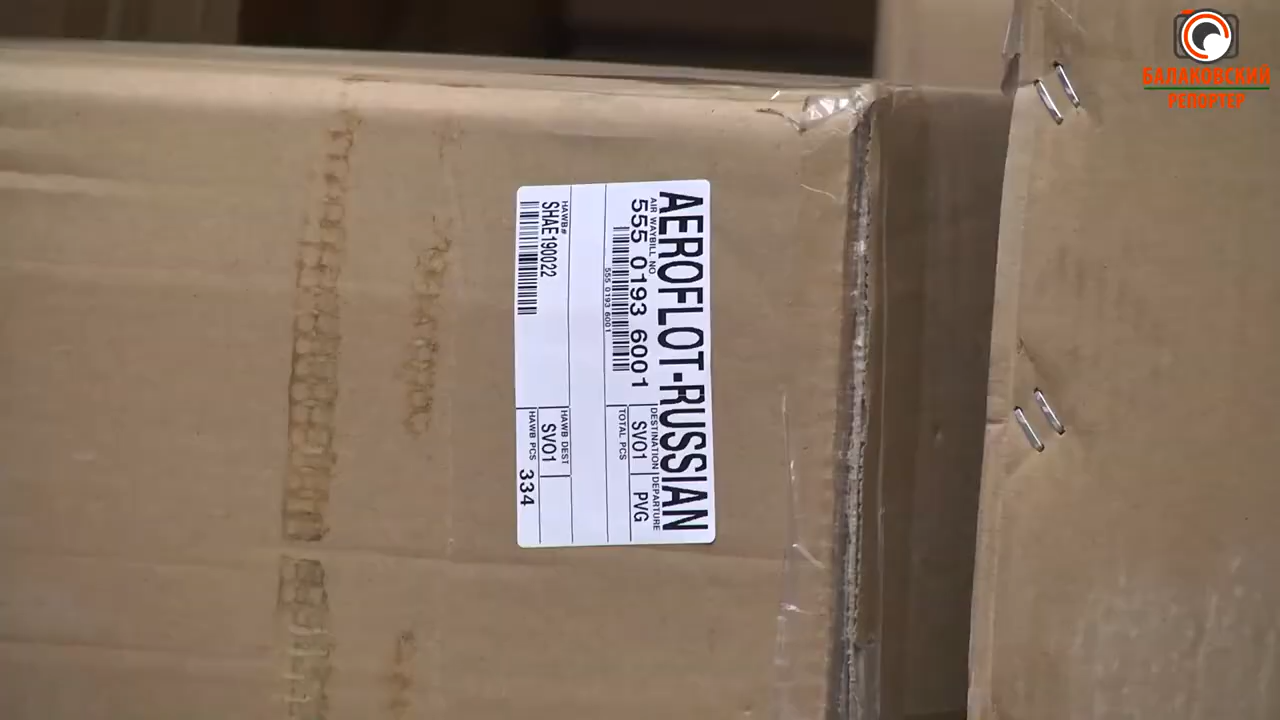 БАЛАКОВСКИЙ
РЕПОРТЕР
AEROFLOT-RUSSIAN
AIR WAYBILL NO
555 0193 6001
555 0193 6001
DESTINATION
SVO1
DEPARTURE
PVG
TOTAL PCS
HAWB#
SHAE190022
HAWB DEST
SVO1
HAWB PCS
334